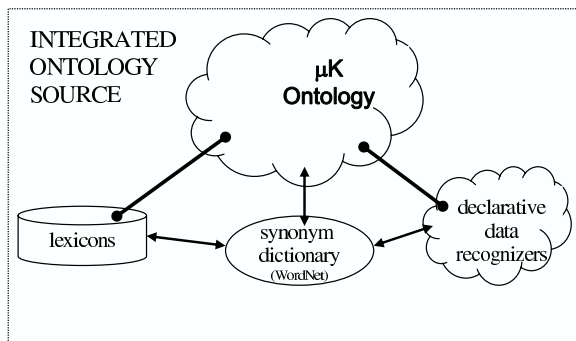 INTEGRATED
ONTOLOGY
SOURCE
μK
Ontology
lexicons
synonym
dictionary
(WordNet)
declarative
data
recognizers